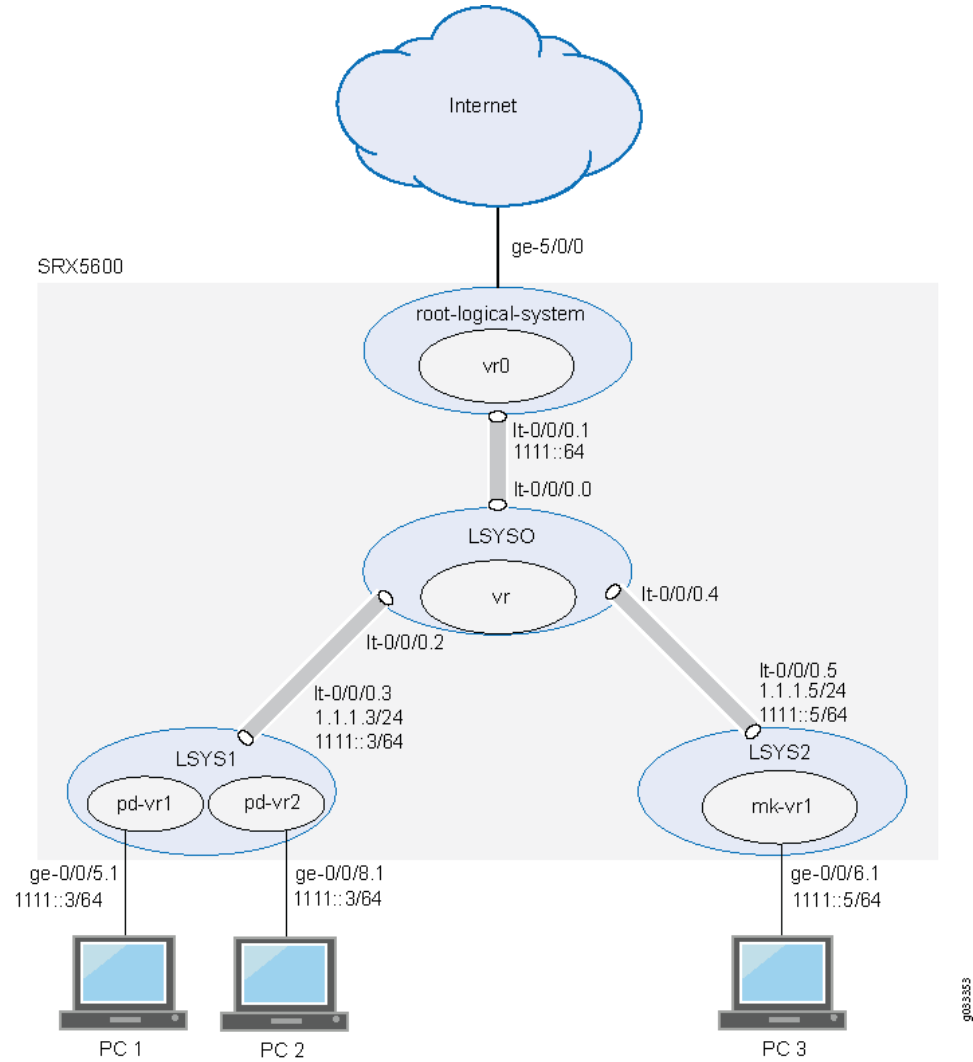 Internet
ge-5/0/0
SRX5600
root-logical-system
vr0
lt-0/0/0.1
1111::64
lt-0/0/0.0
LSYSO
vr
lt-0/0/0.4
lt-0/0/0.2
lt-0/0/0.3
1.1.1.3/24
1111::3/64
lt-0/0/0.5
1.1.1.5/24
1111::5/64
LSYS1
pd-vr1
pd-vr2
LSYS2
mk-vr1
ge-0/0/5.1
1111::3/64
ge-0/0/8.1
1111::3/64
ge-0/0/6.1
1111::5/64
PC 1
PC 2
PC 3
g033353